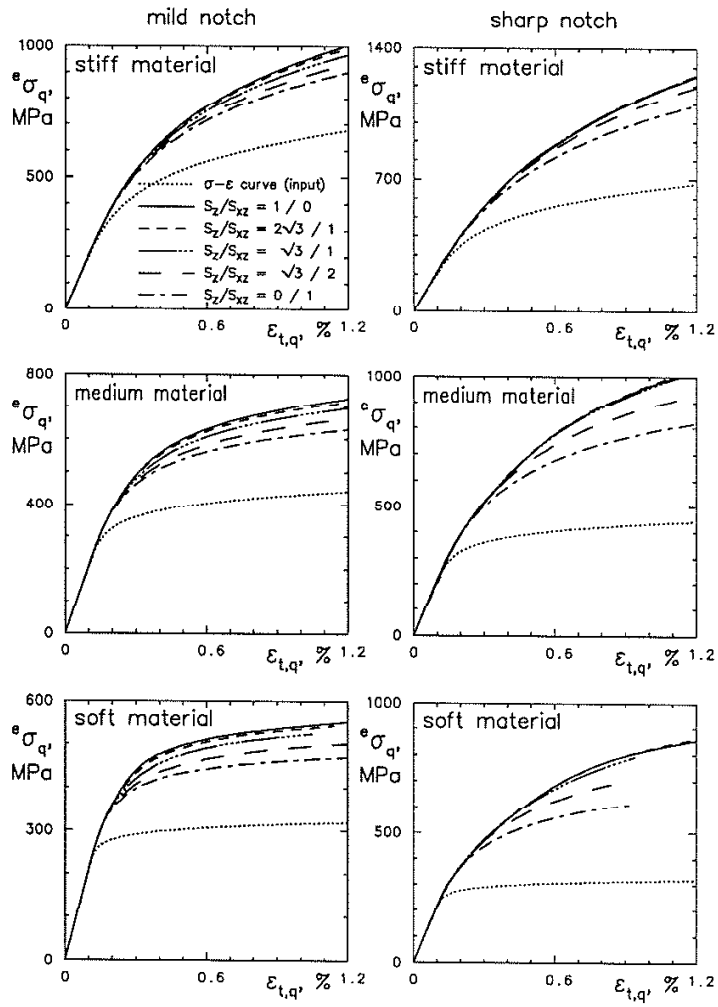 mild notch
sharp notch
1000
stiff material
ᵉσq,
MPa
600
200
0
σ-ε curve (input)
Sz/Sxz = 1 / 0
Sz/Sxz = 2√3 / 1
Sz/Sxz = √3 / 1
Sz/Sxz = √3 / 2
Sz/Sxz = 0 / 1
0
0.6
εt,q, %
1.2
1400
stiff material
ᵉσq,
MPa
700
0
0
0.6
εt,q, %
1.2
800
medium material
ᵉσq,
MPa
400
0
0
0.6
εt,q, %
1.2
1000
medium material
ᶜσq,
MPa
500
0
0
0.6
εt,q, %
1.2
600
soft material
ᵉσq,
MPa
300
0
0
0.6
εt,q, %
1.2
1000
soft material
ᵉσq,
MPa
500
0
0
0.6
εt,q, %
1.2